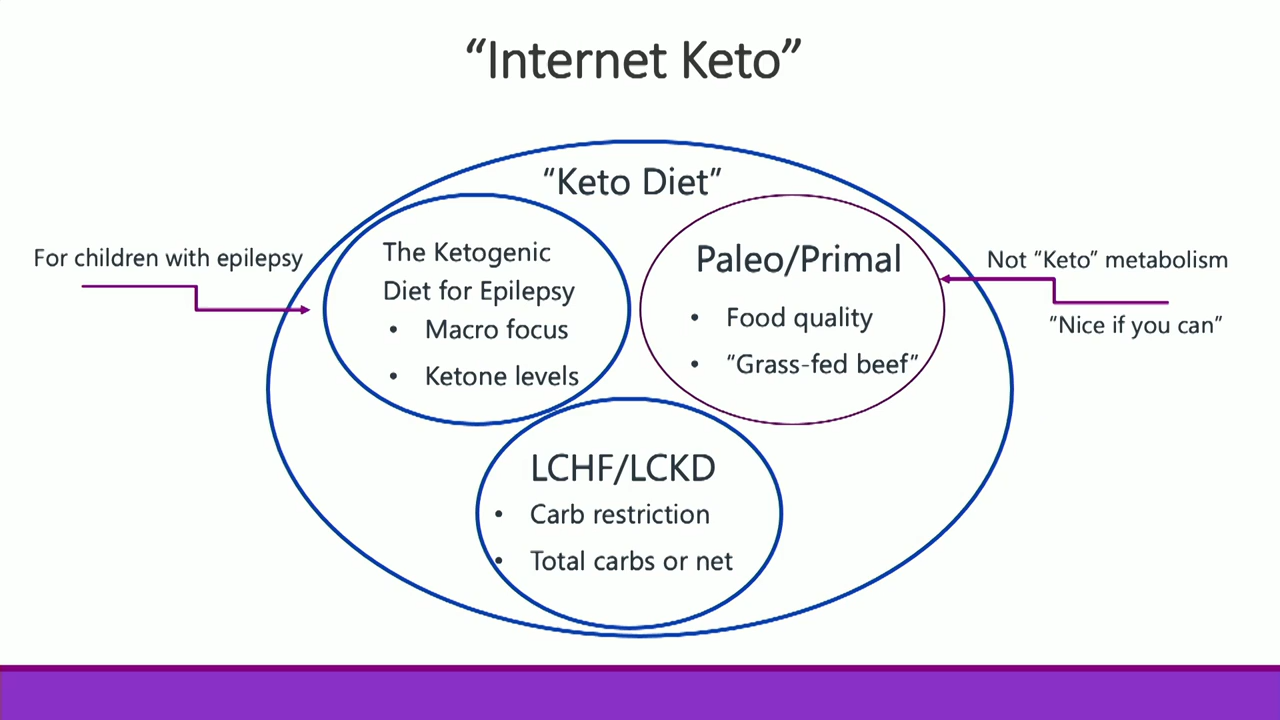 “Internet Keto”
“Keto Diet”
For children with epilepsy
The Ketogenic
Diet for Epilepsy
• Macro focus
• Ketone levels
Paleo/Primal
• Food quality
• “Grass-fed beef”
Not “Keto” metabolism
“Nice if you can”
LCHF/LCKD
• Carb restriction
• Total carbs or net